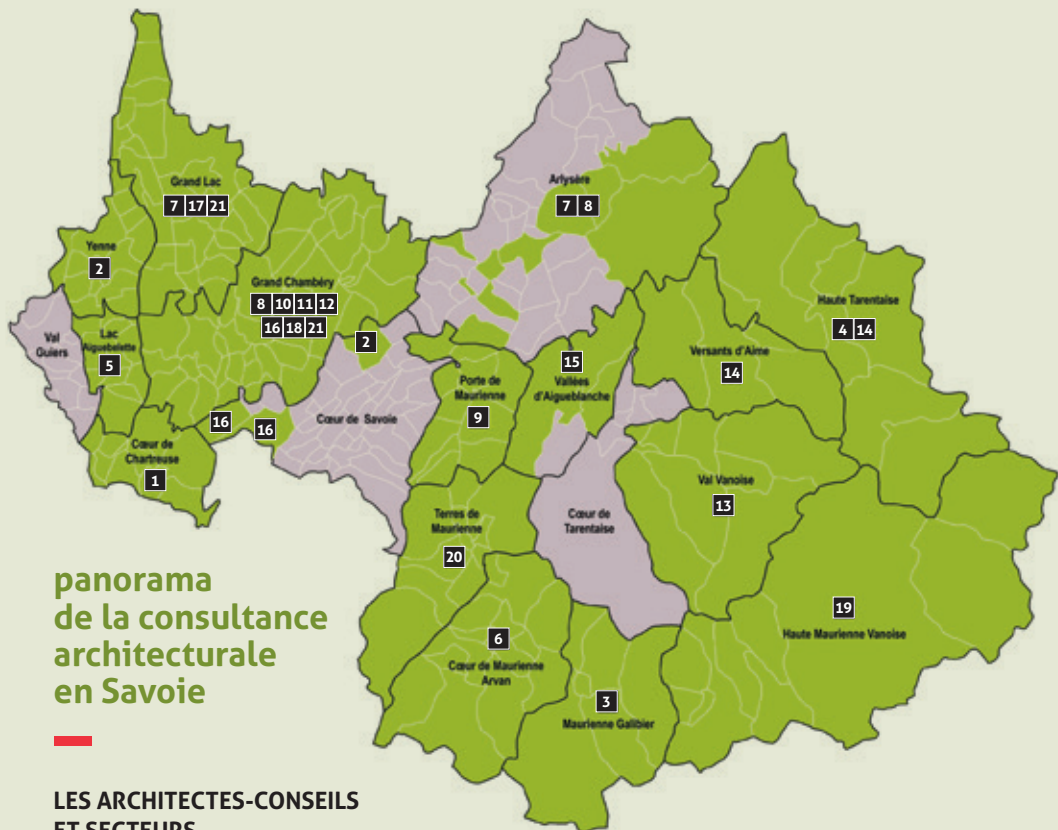 Grand Lac
7 17 21
Yenne
2
Val
Guiers
Lac
Aiguebelette
5
Grand Chambéry
8 10 11 12
16 18 21
2
Arlysère
7 8
Haute Tarentaise
4 14
Versants d'Aime
14
15
Vallées
d'Aigueblanche
Porte de
Maurienne
9
Cœur de Savoie
16
16
Cœur de
Chartreuse
1
Val Vanoise
13
Cœur de
Tarentaise
Terres de
Maurienne
20
19
Haute Maurienne Vanoise
6
Cœur de Maurienne
Arvan
3
Maurienne Galibier
panorama
de la consultance
architecturale
en Savoie
LES ARCHITECTES-CONSEILS
ET SECTEURS